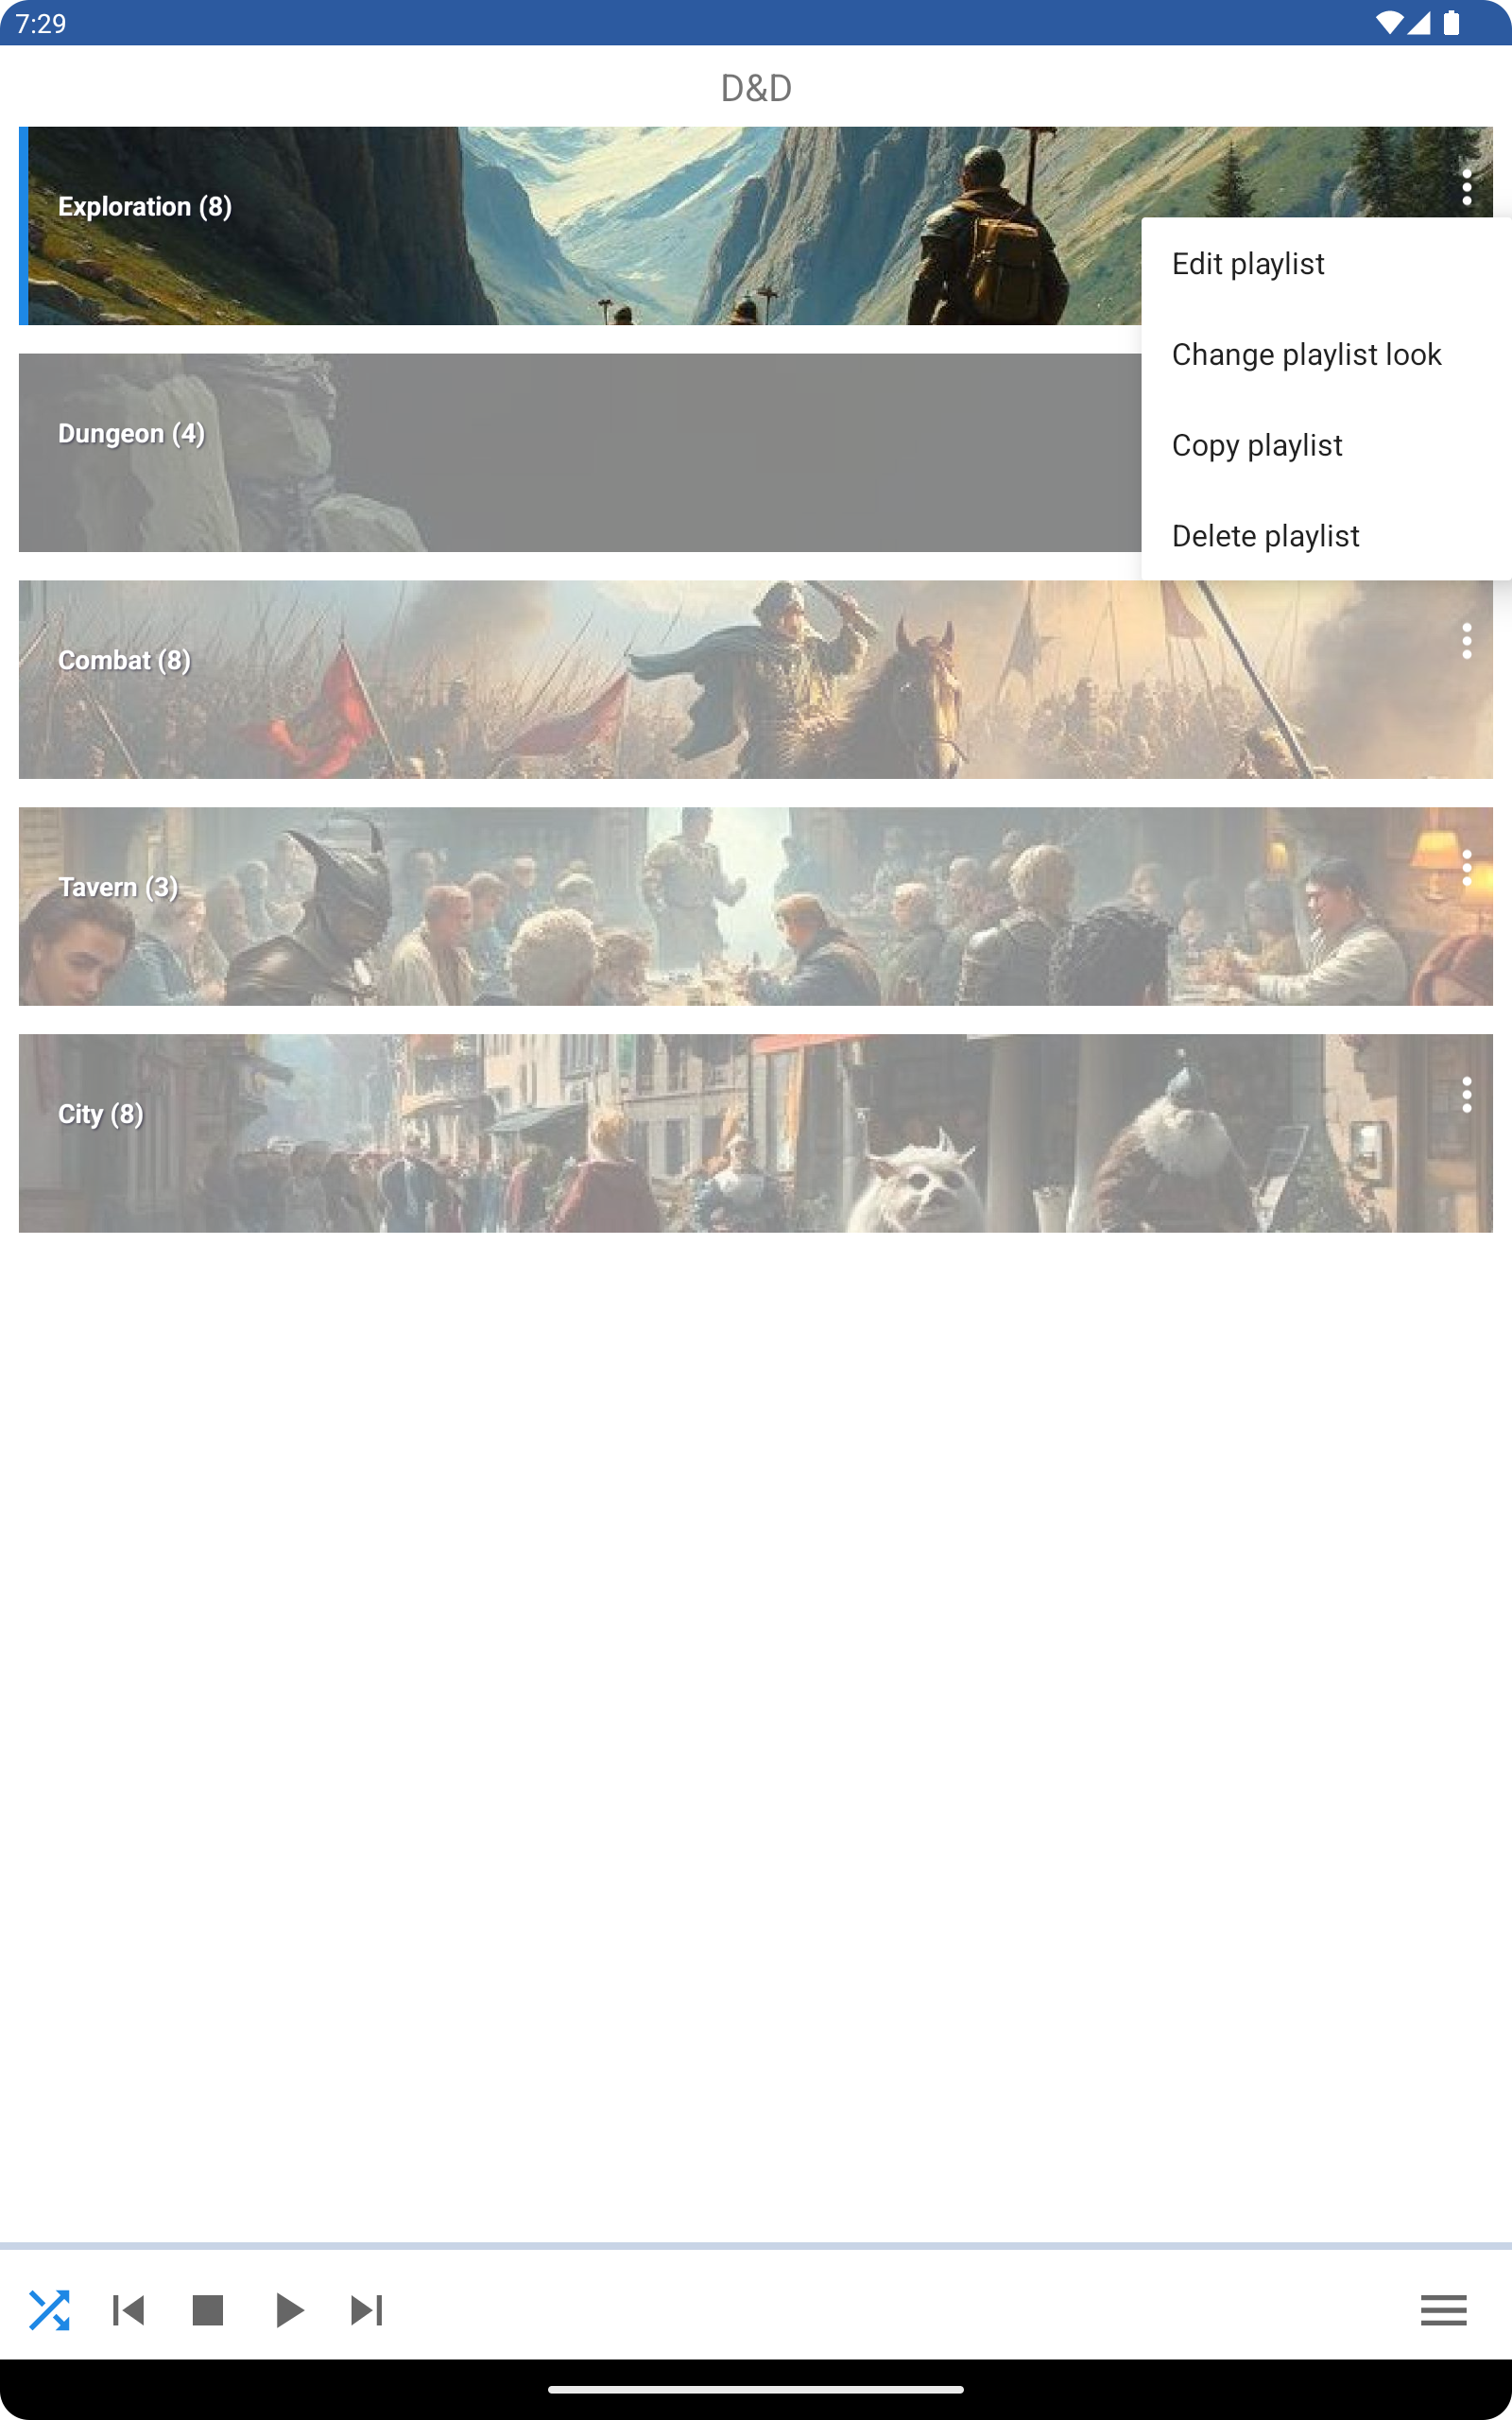 7:29
D&D
Exploration (8)
Edit playlist
Change playlist look
Dungeon (4)
Copy playlist
Delete playlist
Combat (8)
Tavern (3)
City (8)